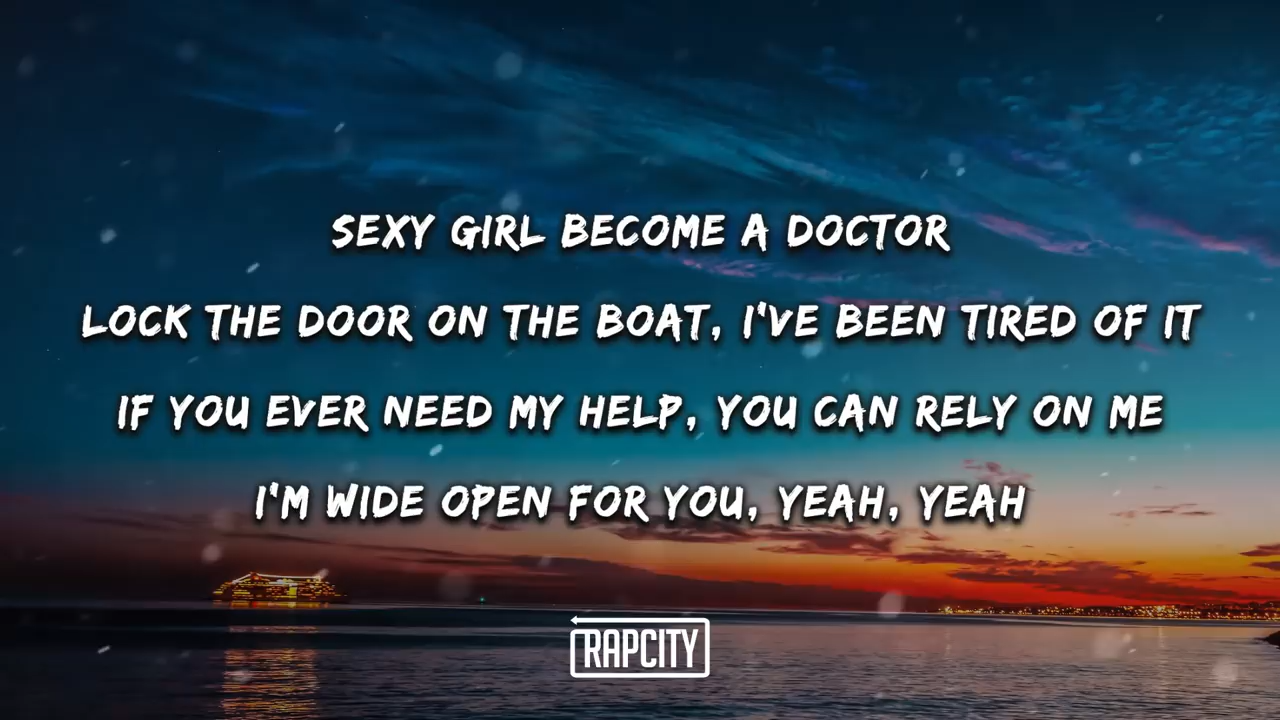 SEXY GIRL BECOME A DOCTOR
LOCK THE DOOR ON THE BOAT, I'VE BEEN TIRED OF IT
IF YOU EVER NEED MY HELP, YOU CAN RELY ON ME
I'M WIDE OPEN FOR YOU, YEAH, YEAH
RAPCITY